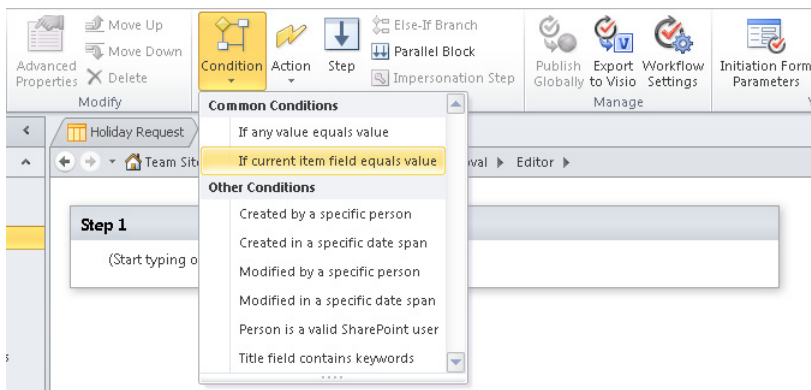 Advanced Properties
Move Up
Move Down
Delete
Modify
Condition
Action
Step
Else-If Branch
Parallel Block
Impersonation Step
Publish Globally
Export to Visio
Workflow Settings
Manage
Initiation Form Parameters
Common Conditions
If any value equals value
If current item field equals value
Other Conditions
Created by a specific person
Created in a specific date span
Modified by a specific person
Modified in a specific date span
Person is a valid SharePoint user
Title field contains keywords
Holiday Request
Team Sit
val
Editor
Step 1
(Start typing o